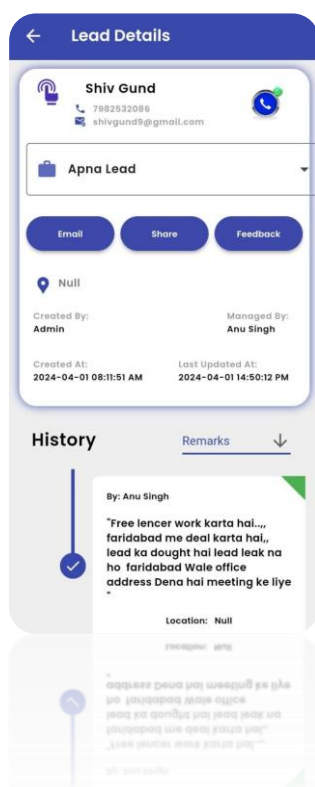 Lead Details
Shiv Gund
7982532086
shivgund9@gmail.com
Apna Lead
Email Share Feedback
Null
Created By: Managed By:
Admin Anu Singh
Created At: Last Updated At:
2024-04-01 08:11:51 AM 2024-04-01 14:50:12 PM
History Remarks
By: Anu Singh
"Free lencer work karta hai..,,
faridabad me deal karta hai,,
lead ka dought hai lead leak na
ho faridabad Wale office
address Dena hai meeting ke liye
"
Location: Null